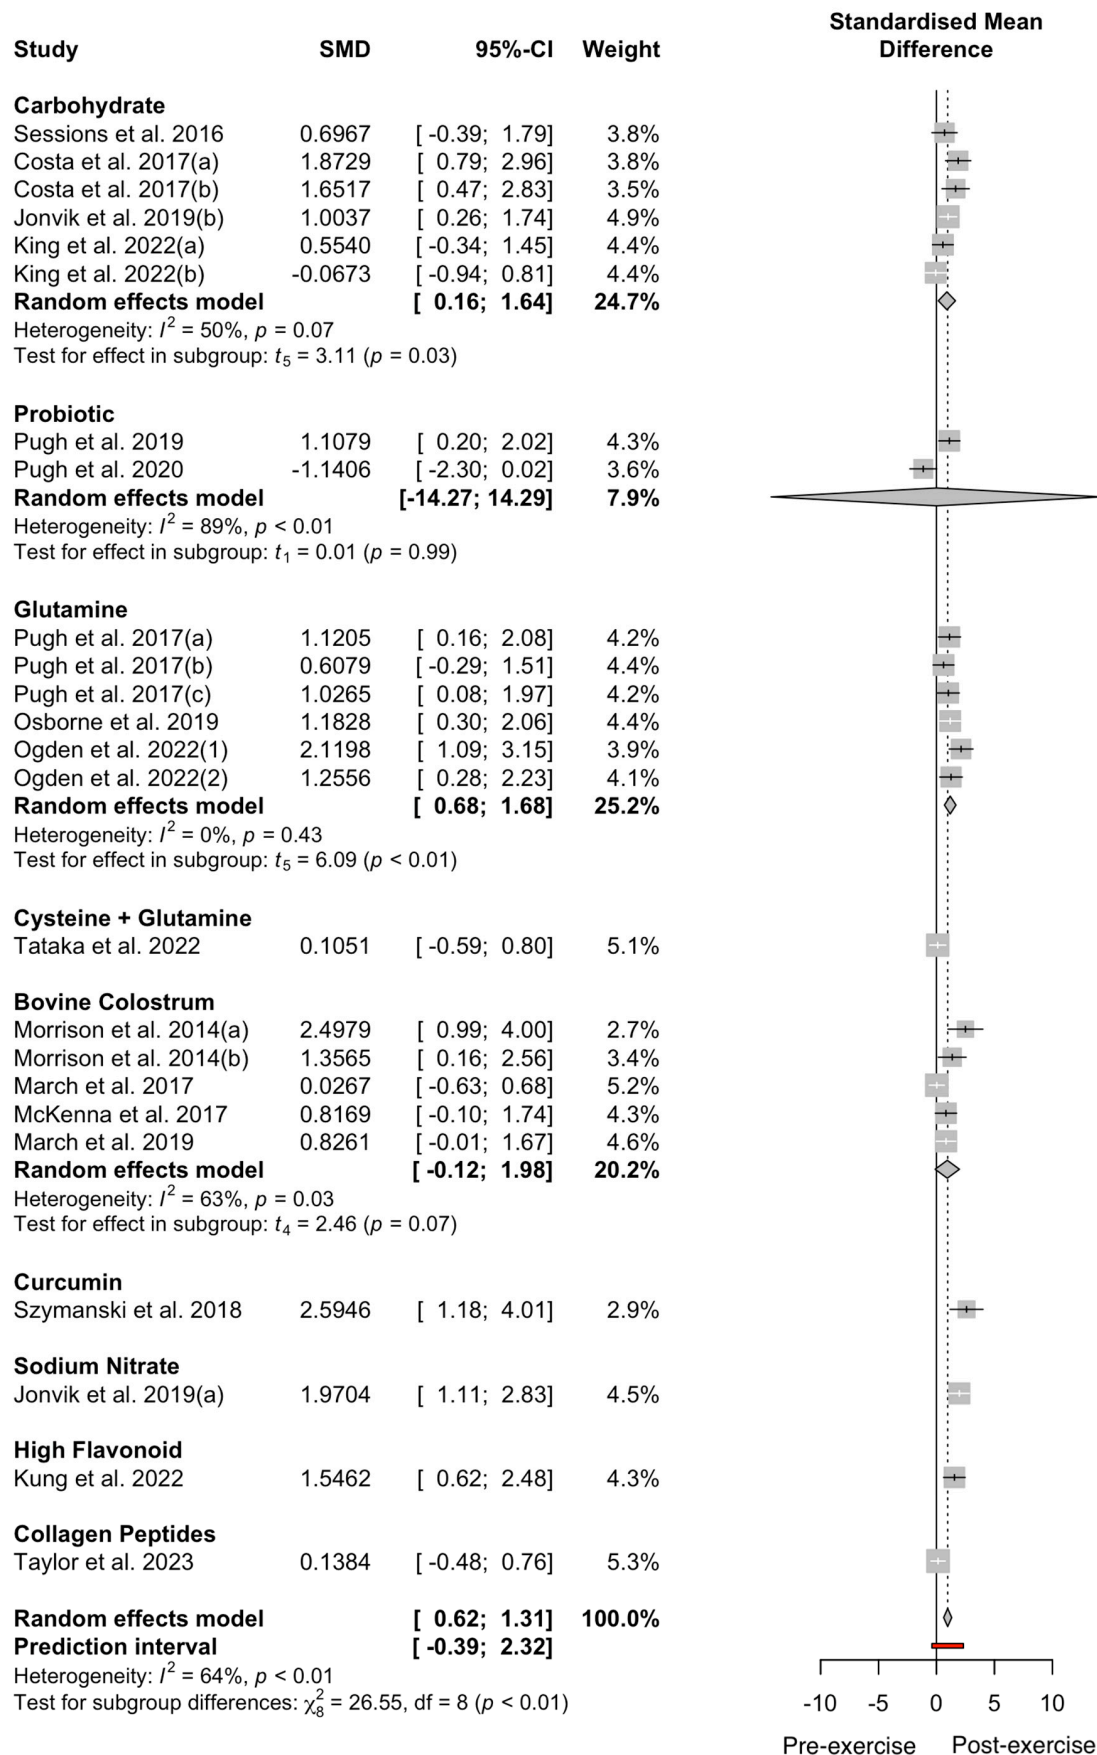 Standardised Mean
Study SMD 95%-CI Weight Difference
Carbohydrate
Sessions et al. 2016 0.6967 [ -0.39; 1.79] 3.8%
Costa et al. 2017(a) 1.8729 [ 0.79; 2.96] 3.8%
Costa et al. 2017(b) 1.6517 [ 0.47; 2.83] 3.5%
Jonvik et al. 2019(b) 1.0037 [ 0.26; 1.74] 4.9%
King et al. 2022(a) 0.5540 [ -0.34; 1.45] 4.4%
King et al. 2022(b) -0.0673 [ -0.94; 0.81] 4.4%
Random effects model [ 0.16; 1.64] 24.7%
Heterogeneity: I² = 50%, p = 0.07
Test for effect in subgroup: t₅ = 3.11 (p = 0.03)
Probiotic
Pugh et al. 2019 1.1079 [ 0.20; 2.02] 4.3%
Pugh et al. 2020 -1.1406 [ -2.30; 0.02] 3.6%
Random effects model [-14.27; 14.29] 7.9%
Heterogeneity: I² = 89%, p < 0.01
Test for effect in subgroup: t₁ = 0.01 (p = 0.99)
Glutamine
Pugh et al. 2017(a) 1.1205 [ 0.16; 2.08] 4.2%
Pugh et al. 2017(b) 0.6079 [ -0.29; 1.51] 4.4%
Pugh et al. 2017(c) 1.0265 [ 0.08; 1.97] 4.2%
Osborne et al. 2019 1.1828 [ 0.30; 2.06] 4.4%
Ogden et al. 2022(1) 2.1198 [ 1.09; 3.15] 3.9%
Ogden et al. 2022(2) 1.2556 [ 0.28; 2.23] 4.1%
Random effects model [ 0.68; 1.68] 25.2%
Heterogeneity: I² = 0%, p = 0.43
Test for effect in subgroup: t₅ = 6.09 (p < 0.01)
Cysteine + Glutamine
Tataka et al. 2022 0.1051 [ -0.59; 0.80] 5.1%
Bovine Colostrum
Morrison et al. 2014(a) 2.4979 [ 0.99; 4.00] 2.7%
Morrison et al. 2014(b) 1.3565 [ 0.16; 2.56] 3.4%
March et al. 2017 0.0267 [ -0.63; 0.68] 5.2%
McKenna et al. 2017 0.8169 [ -0.10; 1.74] 4.3%
March et al. 2019 0.8261 [ -0.01; 1.67] 4.6%
Random effects model [ -0.12; 1.98] 20.2%
Heterogeneity: I² = 63%, p = 0.03
Test for effect in subgroup: t₄ = 2.46 (p = 0.07)
Curcumin
Szymanski et al. 2018 2.5946 [ 1.18; 4.01] 2.9%
Sodium Nitrate
Jonvik et al. 2019(a) 1.9704 [ 1.11; 2.83] 4.5%
High Flavonoid
Kung et al. 2022 1.5462 [ 0.62; 2.48] 4.3%
Collagen Peptides
Taylor et al. 2023 0.1384 [ -0.48; 0.76] 5.3%
Random effects model [ 0.62; 1.31] 100.0%
Prediction interval [ -0.39; 2.32]
Heterogeneity: I² = 64%, p < 0.01
Test for subgroup differences: χ²₈ = 26.55, df = 8 (p < 0.01)
-10 -5 0 5 10
Pre-exercise Post-exercise